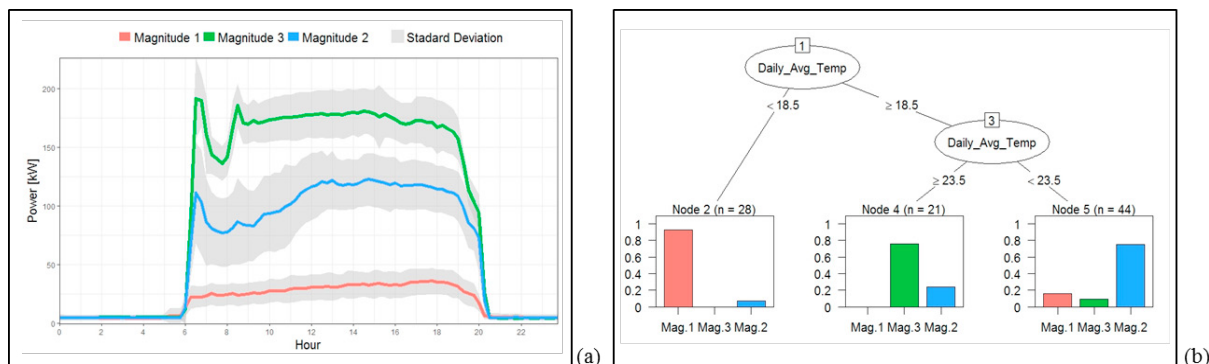 Magnitude 1 Magnitude 3 Magnitude 2 Stadard Deviation
Power [kW]
200
150
100
50
0
0 2 4 6 8 10 12 14 16 18 20 22
Hour
(a)
1
Daily_Avg_Temp
< 18.5 ≥ 18.5
3
Daily_Avg_Temp
≥ 23.5 < 23.5
Node 2 (n = 28) Node 4 (n = 21) Node 5 (n = 44)
1 1 1
0.8 0.8 0.8
0.6 0.6 0.6
0.4 0.4 0.4
0.2 0.2 0.2
0 0 0
Mag.1 Mag.3 Mag.2 Mag.1 Mag.3 Mag.2 Mag.1 Mag.3 Mag.2
(b)